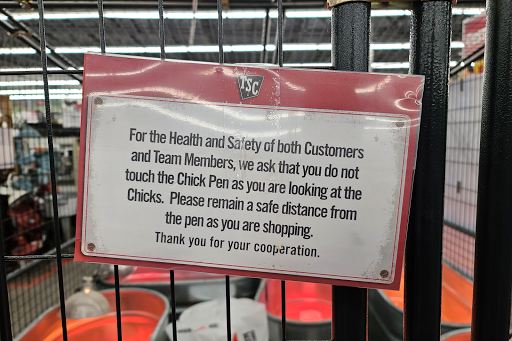 TSC
For the Health and Safety of both Customers
and Team Members, we ask that you do not
touch the Chick Pen as you are looking at the
Chicks. Please remain a safe distance from
the pen as you are shopping.
Thank you for your cooperation.